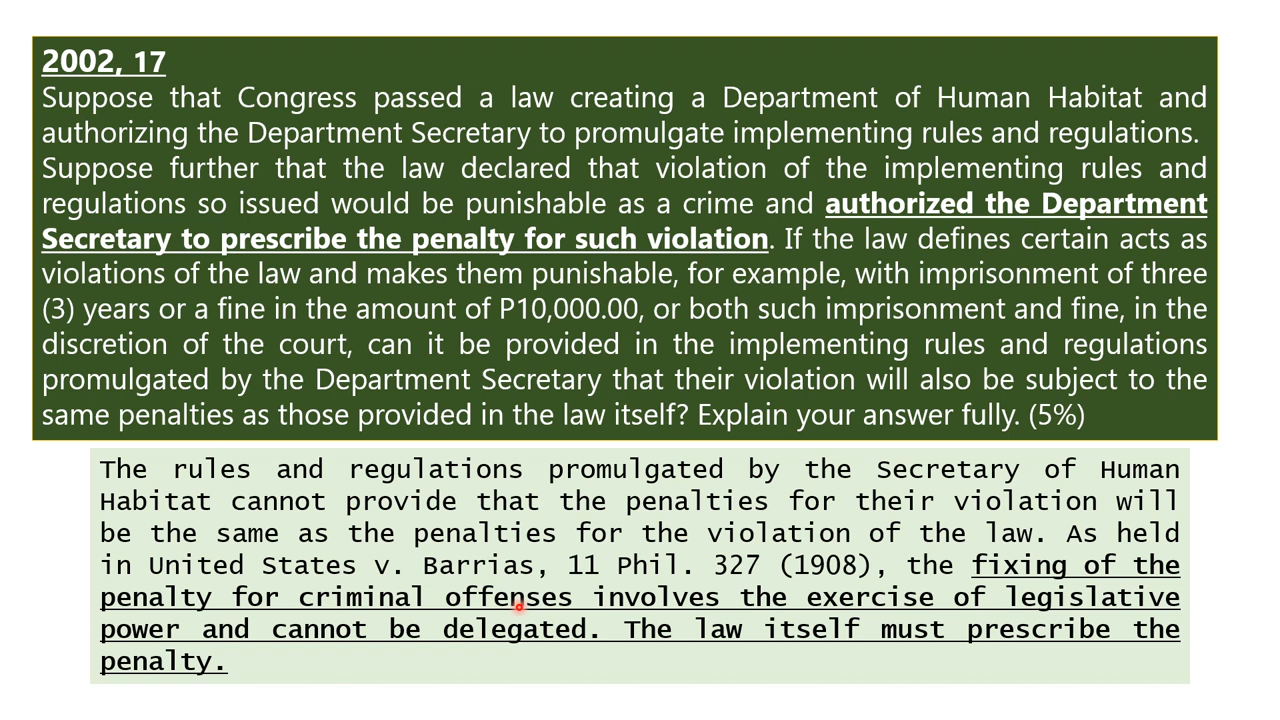 2002, 17
Suppose that Congress passed a law creating a Department of Human Habitat and
authorizing the Department Secretary to promulgate implementing rules and regulations.
Suppose further that the law declared that violation of the implementing rules and
regulations so issued would be punishable as a crime and authorized the Department
Secretary to prescribe the penalty for such violation. If the law defines certain acts as
violations of the law and makes them punishable, for example, with imprisonment of three
(3) years or a fine in the amount of P10,000.00, or both such imprisonment and fine, in the
discretion of the court, can it be provided in the implementing rules and regulations
promulgated by the Department Secretary that their violation will also be subject to the
same penalties as those provided in the law itself? Explain your answer fully. (5%)
The rules and regulations promulgated by the Secretary of Human
Habitat cannot provide that the penalties for their violation will
be the same as the penalties for the violation of the law. As held
in United States v. Barrias, 11 Phil. 327 (1908), the fixing of the
penalty for criminal offenses involves the exercise of legislative
power and cannot be delegated. The law itself must prescribe the
penalty.